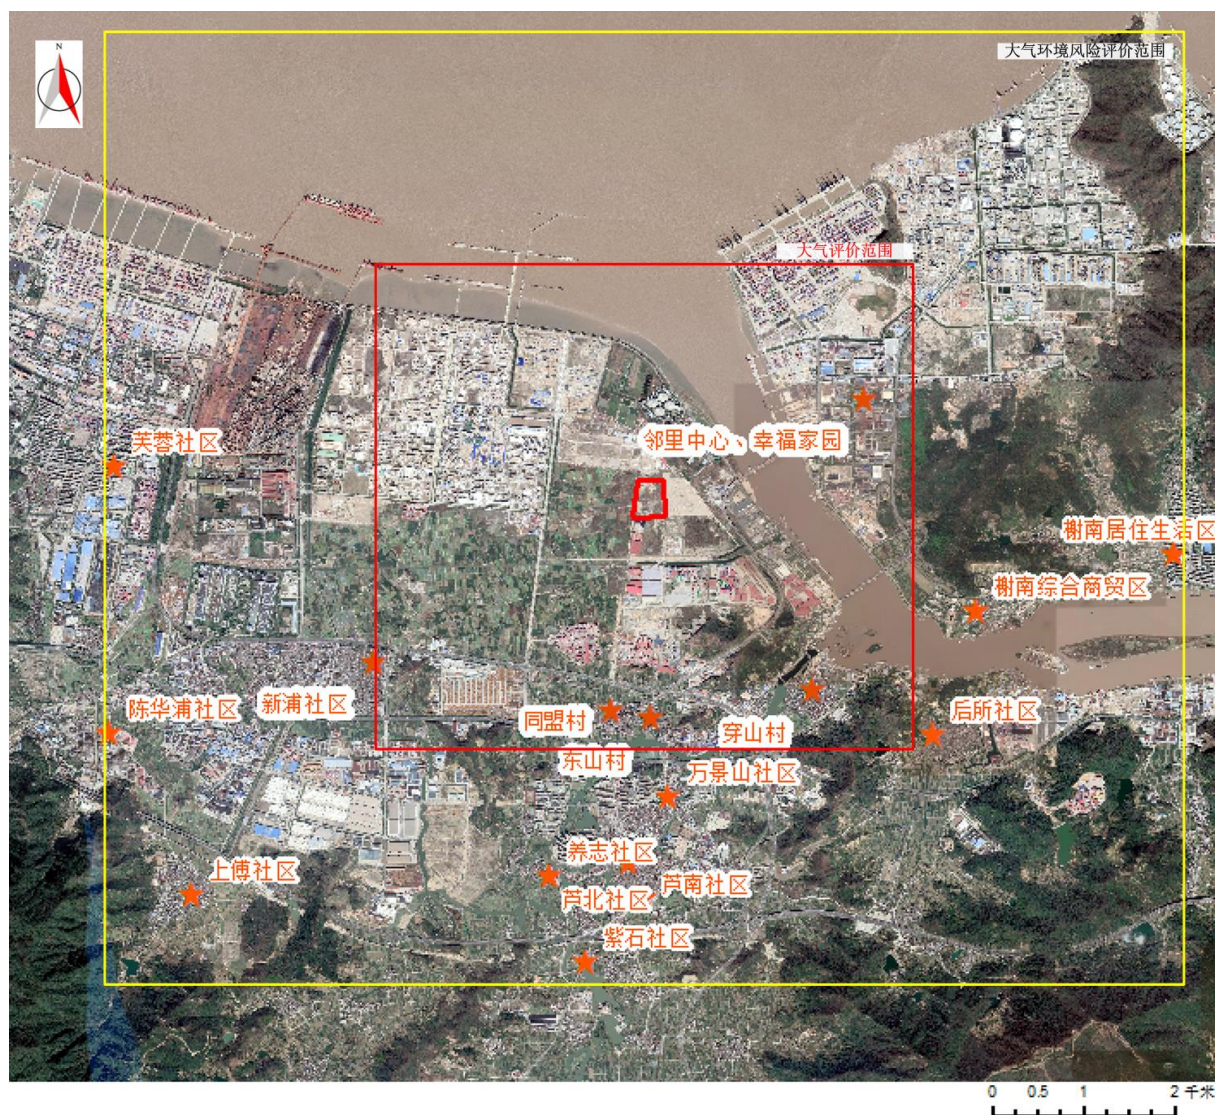 N
大气环境风险评价范围
大气评价范围
芙蓉社区
邻里中心、幸福家园
榭南居住生活区
榭南综合商贸区
陈华浦社区
新浦社区
同盟村
穿山村
后所社区
东山村
万景山社区
上傅社区
养志社区
芦南社区
芦北社区
紫石社区
0 0.5 1 2 千米